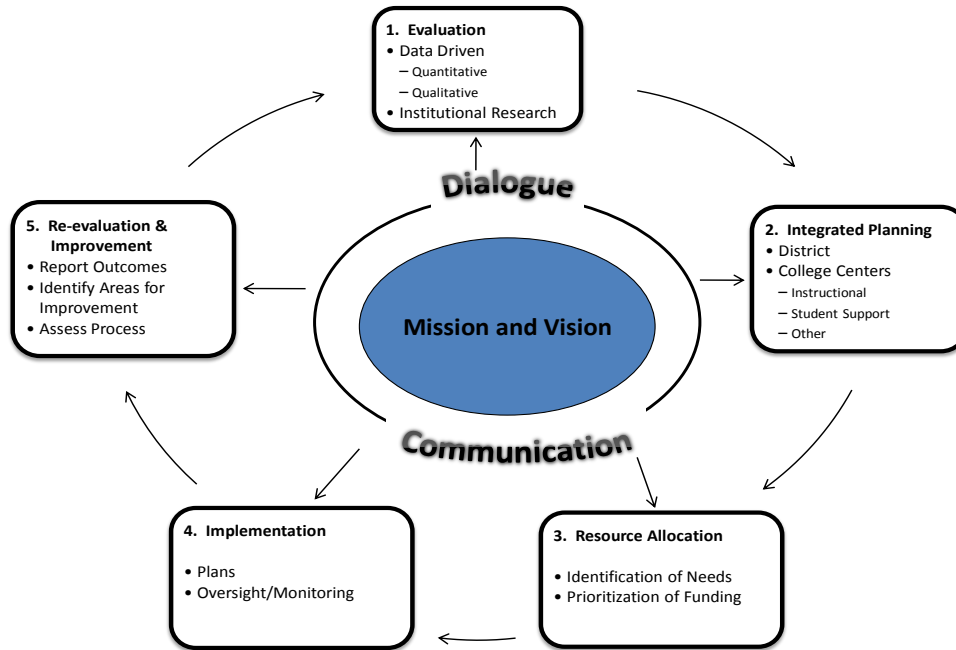 1. Evaluation
• Data Driven
– Quantitative
– Qualitative
• Institutional Research
Dialogue
5. Re-evaluation &
Improvement
• Report Outcomes
• Identify Areas for
Improvement
• Assess Process
Mission and Vision
2. Integrated Planning
• District
• College Centers
– Instructional
– Student Support
– Other
Communication
4. Implementation
• Plans
• Oversight/Monitoring
3. Resource Allocation
• Identification of Needs
• Prioritization of Funding